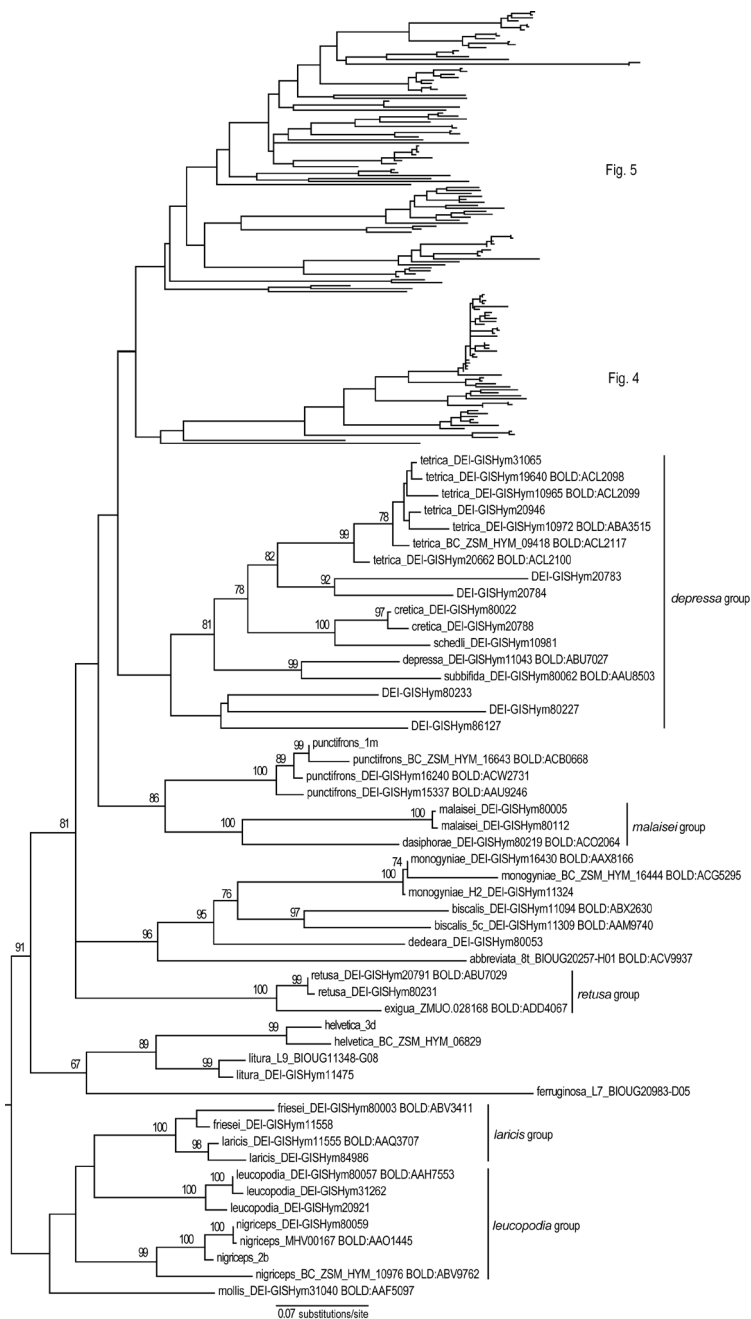 Fig. 5
Fig. 4
tetrica_DEI-GISHym31065
tetrica_DEI-GISHym19640 BOLD:ACL2098
tetrica_DEI-GISHym10965 BOLD:ACL2099
tetrica_DEI-GISHym20946
78
tetrica_DEI-GISHym10972 BOLD:ABA3515
99
tetrica_BC_ZSM_HYM_09418 BOLD:ACL2117
82
tetrica_DEI-GISHym20662 BOLD:ACL2100
92
DEI-GISHym20783
78
DEI-GISHym20784
depressa group
97
cretica_DEI-GISHym80022
81
100
cretica_DEI-GISHym20788
schedli_DEI-GISHym10981
99
depressa_DEI-GISHym11043 BOLD:ABU7027
subbifida_DEI-GISHym80062 BOLD:AAU8503
DEI-GISHym80233
DEI-GISHym80227
DEI-GISHym86127
99
punctifrons_1m
89
punctifrons_BC_ZSM_HYM_16643 BOLD:ACB0668
100
punctifrons_DEI-GISHym16240 BOLD:ACW2731
86
punctifrons_DEI-GISHym15337 BOLD:AAU9246
100
malaisei_DEI-GISHym80005
81
100
malaisei_DEI-GISHym80112
malaisei group
dasiphorae_DEI-GISHym80219 BOLD:ACO2064
74
monogyniae_DEI-GISHym16430 BOLD:AAX8166
100
monogyniae_BC_ZSM_HYM_16444 BOLD:ACG5295
76
monogyniae_H2_DEI-GISHym11324
95
97
biscalis_DEI-GISHym11094 BOLD:ABX2630
96
biscalis_5c_DEI-GISHym11309 BOLD:AAM9740
dedeara_DEI-GISHym80053
91
abbreviata_8t_BIOUG20257-H01 BOLD:ACV9937
99
retusa_DEI-GISHym20791 BOLD:ABU7029
100
retusa_DEI-GISHym80231
retusa group
exigua_ZMUO.028168 BOLD:ADD4067
99
helvetica_3d
89
helvetica_BC_ZSM_HYM_06829
99
litura_L9_BIOUG11348-G08
67
litura_DEI-GISHym11475
ferruginosa_L7_BIOUG20983-D05
friesei_DEI-GISHym80003 BOLD:ABV3411
100
friesei_DEI-GISHym11558
98
laricis_DEI-GISHym11555 BOLD:AAQ3707
laricis group
laricis_DEI-GISHym84986
100
leucopodia_DEI-GISHym80057 BOLD:AAH7553
100
leucopodia_DEI-GISHym31262
leucopodia_DEI-GISHym20921
leucopodia group
100
nigriceps_DEI-GISHym80059
100
nigriceps_MHV00167 BOLD:AAO1445
99
nigriceps_2b
nigriceps_BC_ZSM_HYM_10976 BOLD:ABV9762
mollis_DEI-GISHym31040 BOLD:AAF5097
0.07 substitutions/site